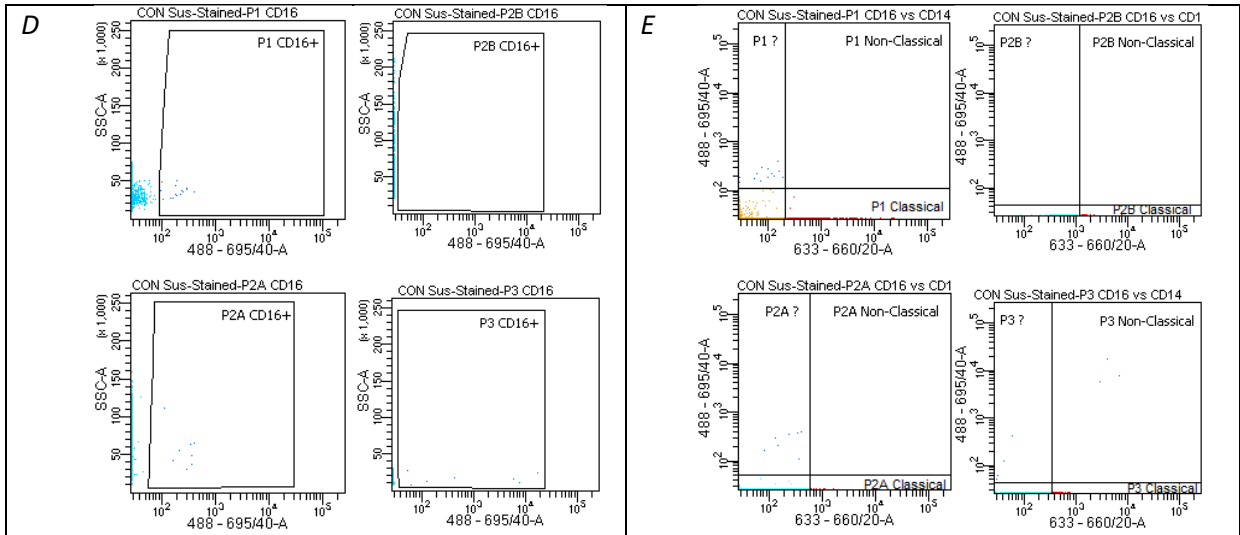 D
CON Sus-Stained-P1 CD16
P1 CD16+
SSC-A
(x 1,000)
50 100 150 200 250
10² 10³ 10⁴ 10⁵
488 - 695/40-A
CON Sus-Stained-P2B CD16
P2B CD16+
SSC-A
(x 1,000)
50 100 150 200 250
10² 10³ 10⁴ 10⁵
488 - 695/40-A
CON Sus-Stained-P2A CD16
P2A CD16+
SSC-A
(x 1,000)
50 100 150 200 250
10² 10³ 10⁴ 10⁵
488 - 695/40-A
CON Sus-Stained-P3 CD16
P3 CD16+
SSC-A
(x 1,000)
50 100 150 200 250
10² 10³ 10⁴ 10⁵
488 - 695/40-A
E
CON Sus-Stained-P1 CD16 vs CD14
P1 ? P1 Non-Classical
P1 Classical
488 - 695/40-A
10² 10³ 10⁴ 10⁵
10² 10³ 10⁴ 10⁵
633 - 660/20-A
CON Sus-Stained-P2B CD16 vs CD1
P2B ? P2B Non-Classical
P2B Classical
488 - 695/40-A
10² 10³ 10⁴ 10⁵
10² 10³ 10⁴ 10⁵
633 - 660/20-A
CON Sus-Stained-P2A CD16 vs CD1
P2A ? P2A Non-Classical
P2A Classical
488 - 695/40-A
10² 10³ 10⁴ 10⁵
10² 10³ 10⁴ 10⁵
633 - 660/20-A
CON Sus-Stained-P3 CD16 vs CD14
P3 ? P3 Non-Classical
P3 Classical
488 - 695/40-A
10² 10³ 10⁴ 10⁵
10² 10³ 10⁴ 10⁵
633 - 660/20-A